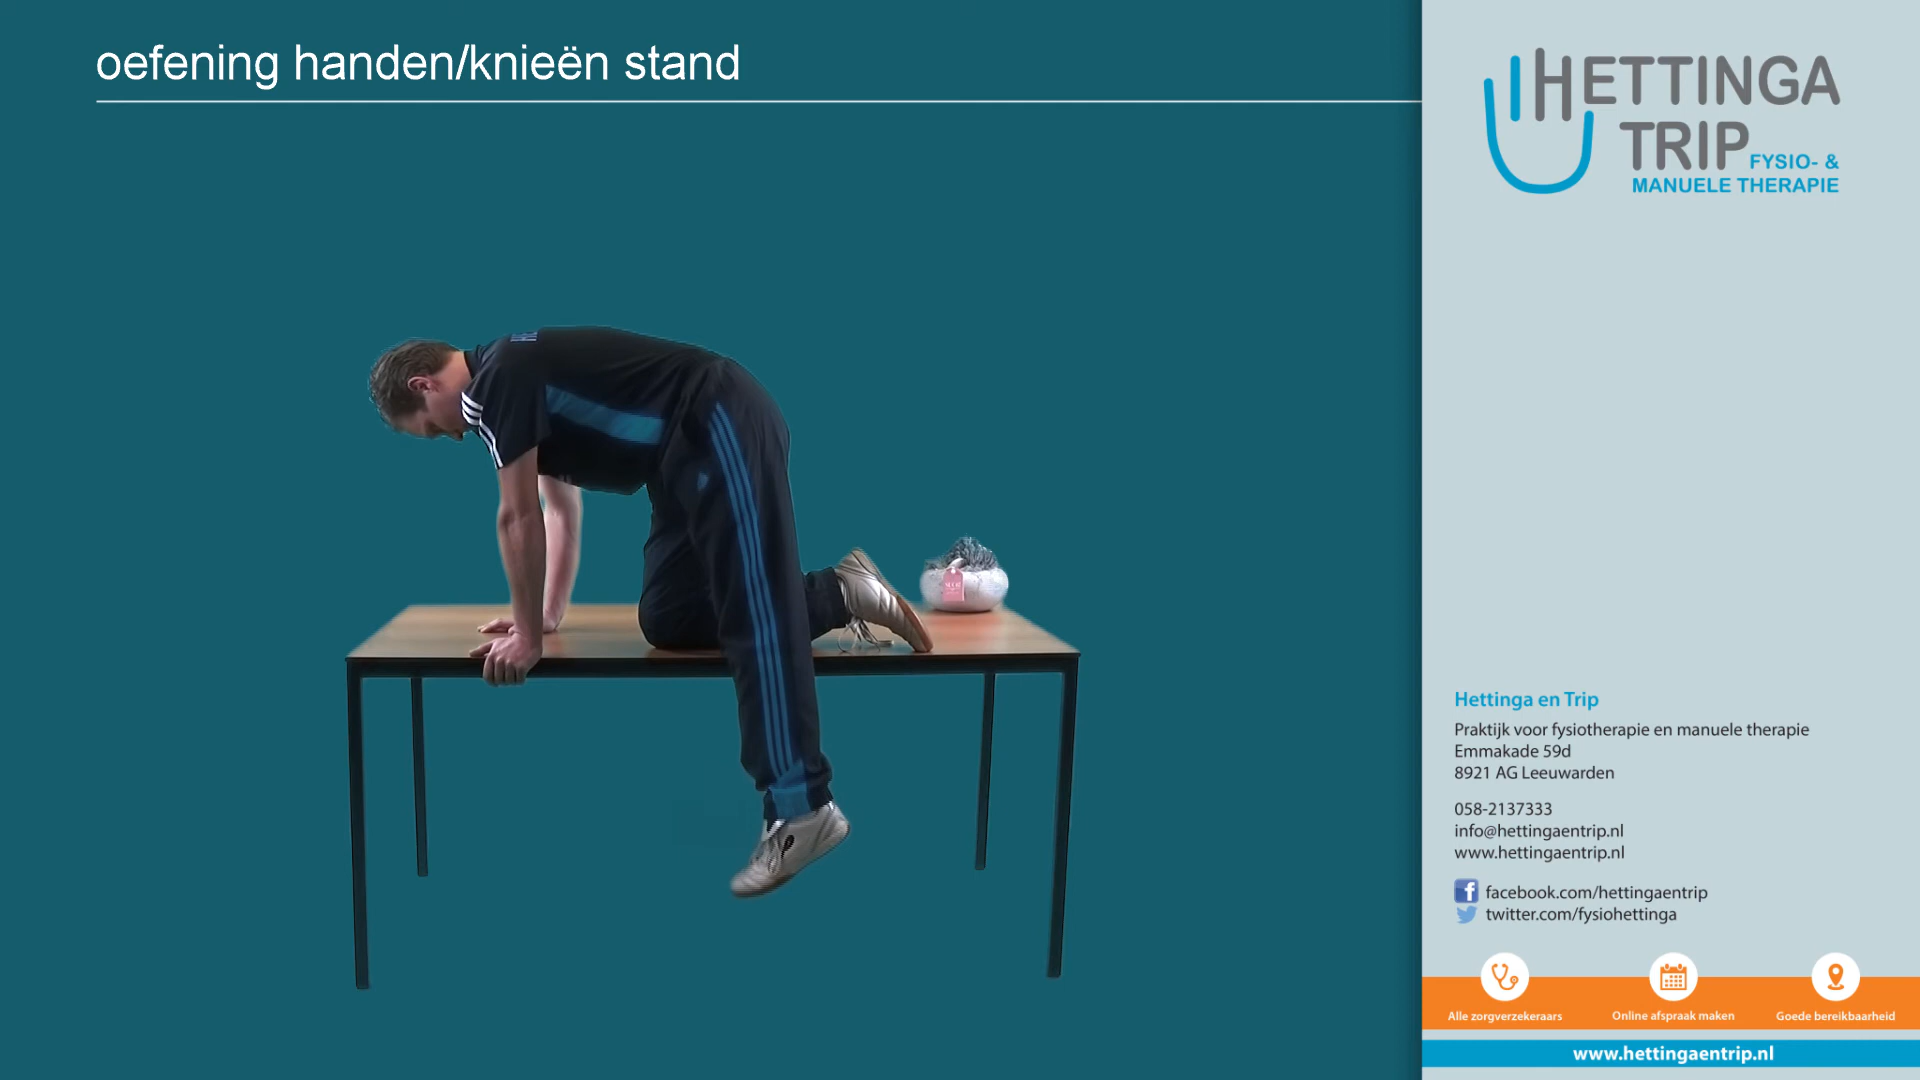 oefening handen/knieën stand
HETTINGA
TRIP
FYSIO- &
MANUELE THERAPIE
Hettinga en Trip
Praktijk voor fysiotherapie en manuele therapie
Emmakade 59d
8921 AG Leeuwarden
058-2137333
info@hettingaentrip.nl
www.hettingaentrip.nl
facebook.com/hettingaentrip
twitter.com/fysiohettinga
Alle zorgverzekeraars
Online afspraak maken
Goede bereikbaarheid
www.hettingaentrip.nl